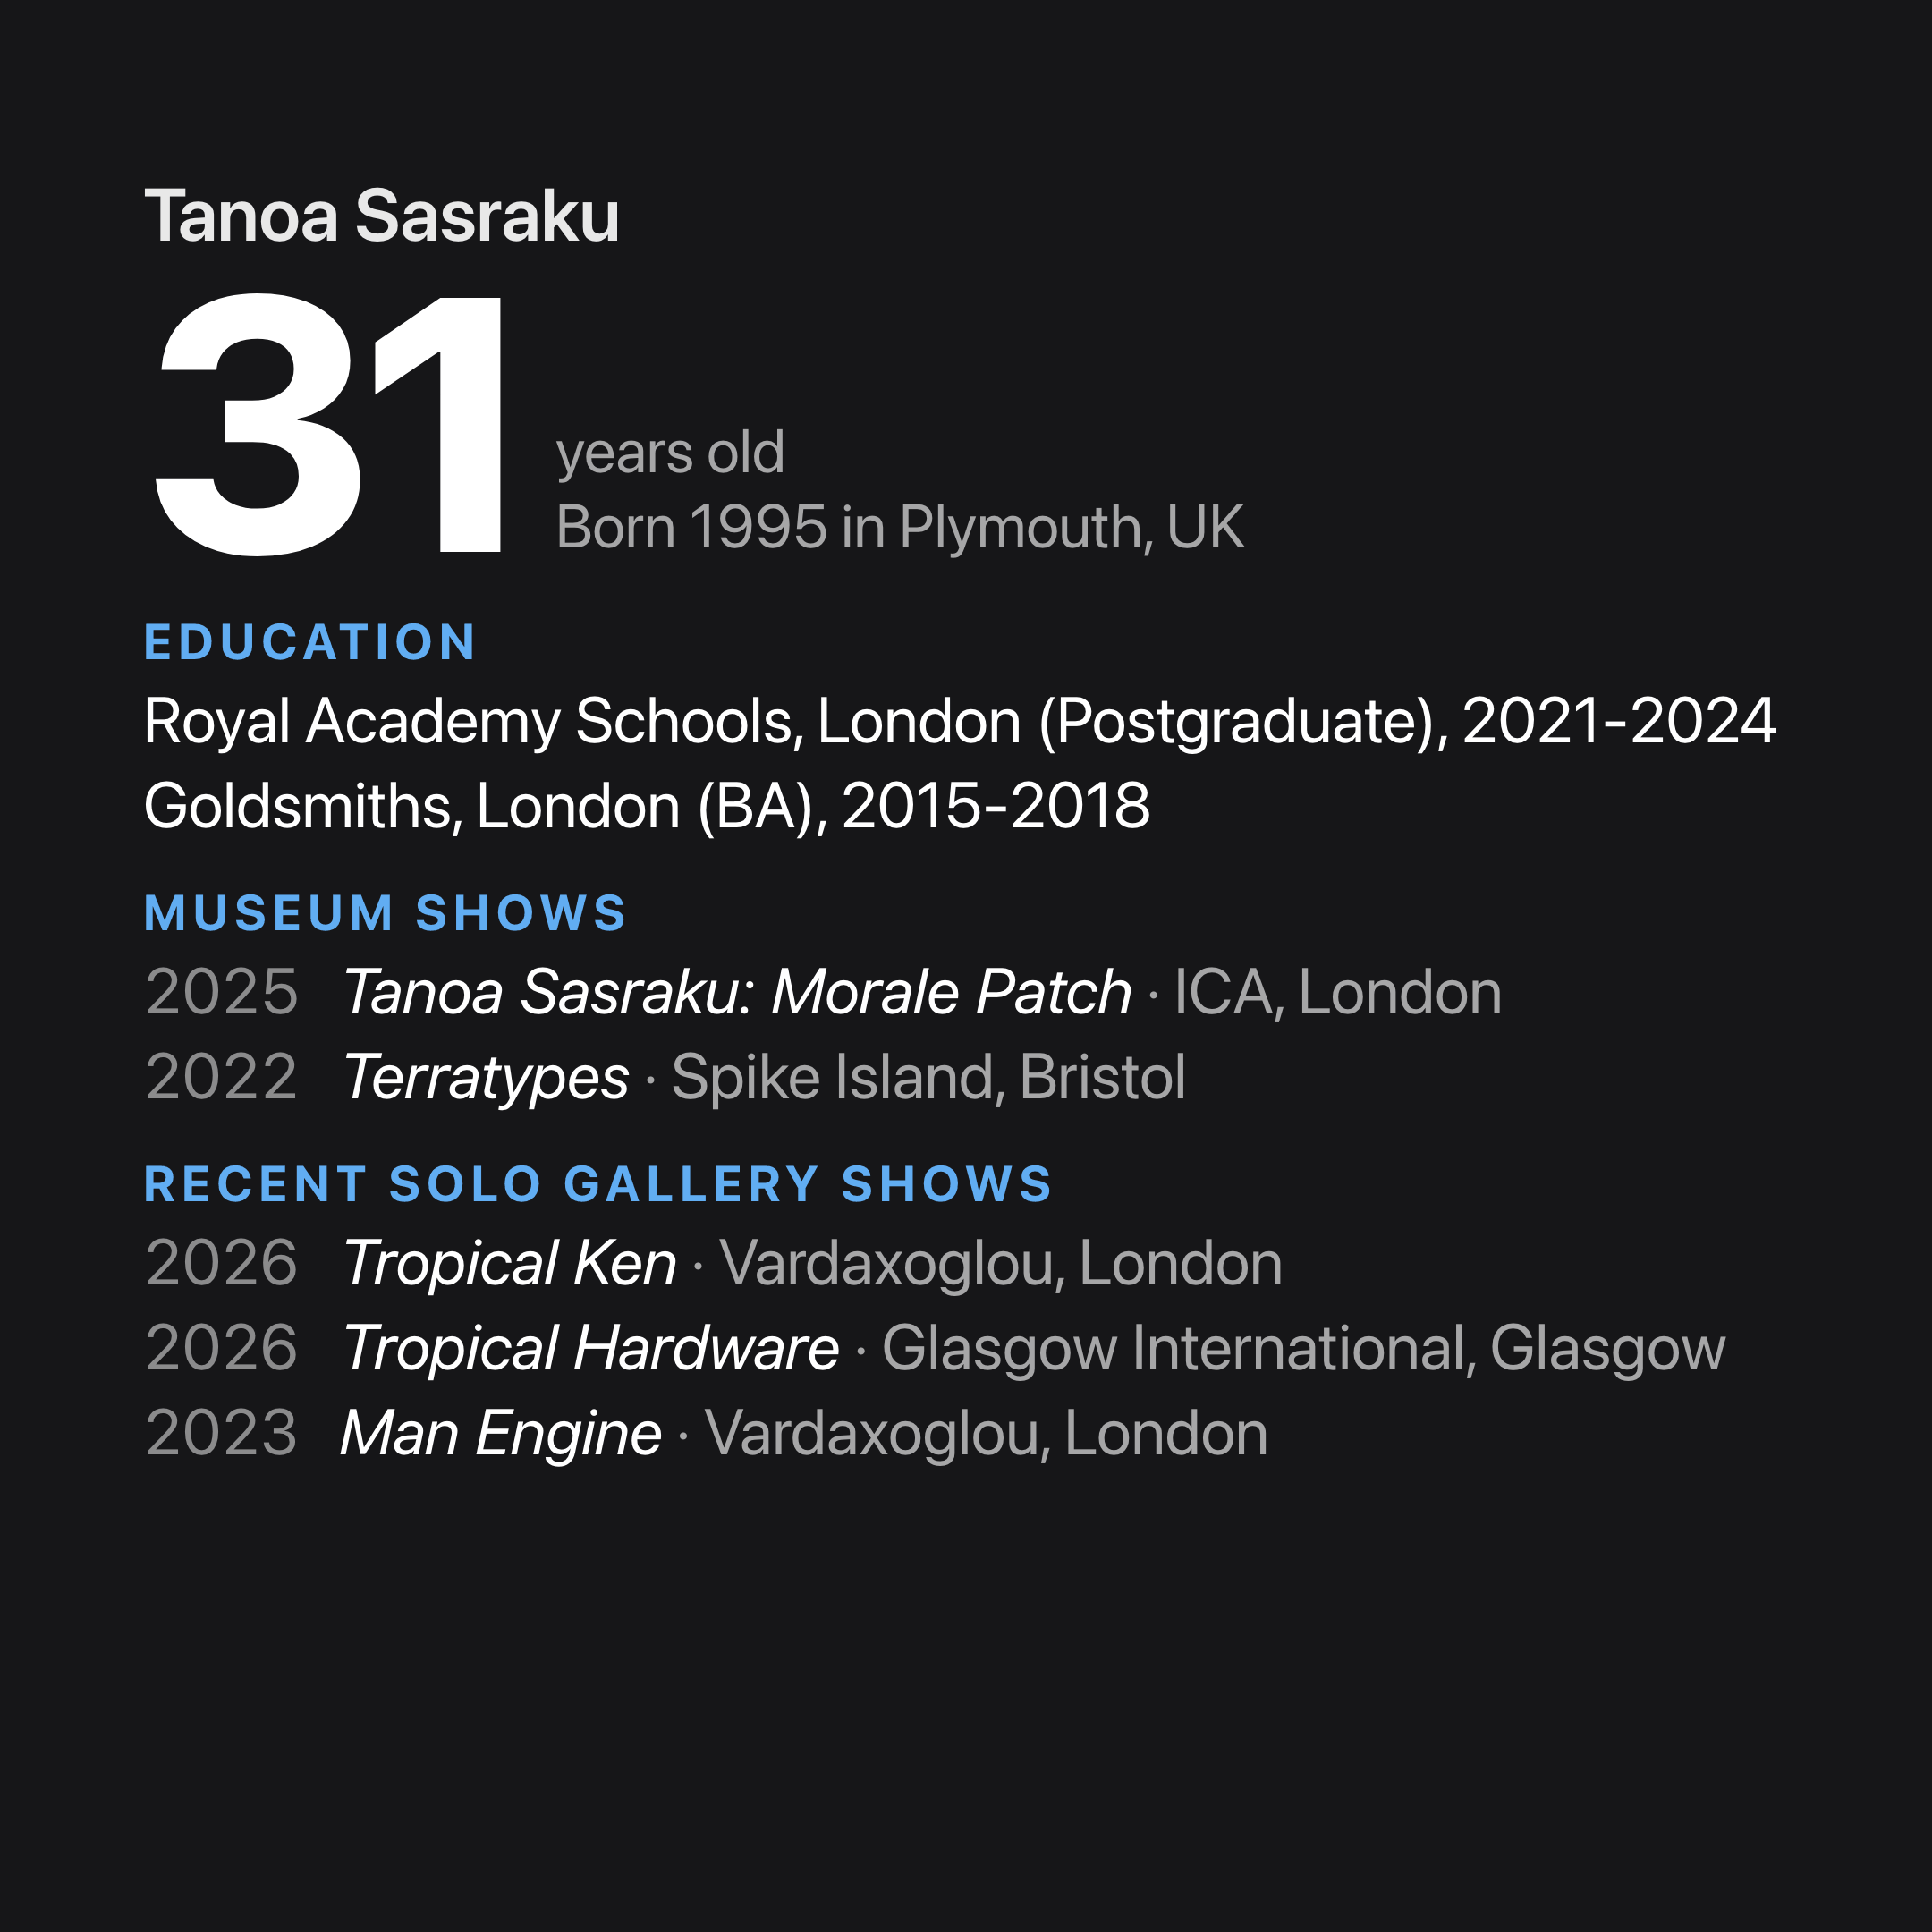 Tanoa Sasraku
31
years old
Born 1995 in Plymouth, UK
EDUCATION
Royal Academy Schools, London (Postgraduate), 2021-2024
Goldsmiths, London (BA), 2015-2018
MUSEUM SHOWS
2025 Tanoa Sasraku: Morale Patch · ICA, London
2022 Terratypes · Spike Island, Bristol
RECENT SOLO GALLERY SHOWS
2026 Tropical Ken · Vardaxoglou, London
2026 Tropical Hardware · Glasgow International, Glasgow
2023 Man Engine · Vardaxoglou, London